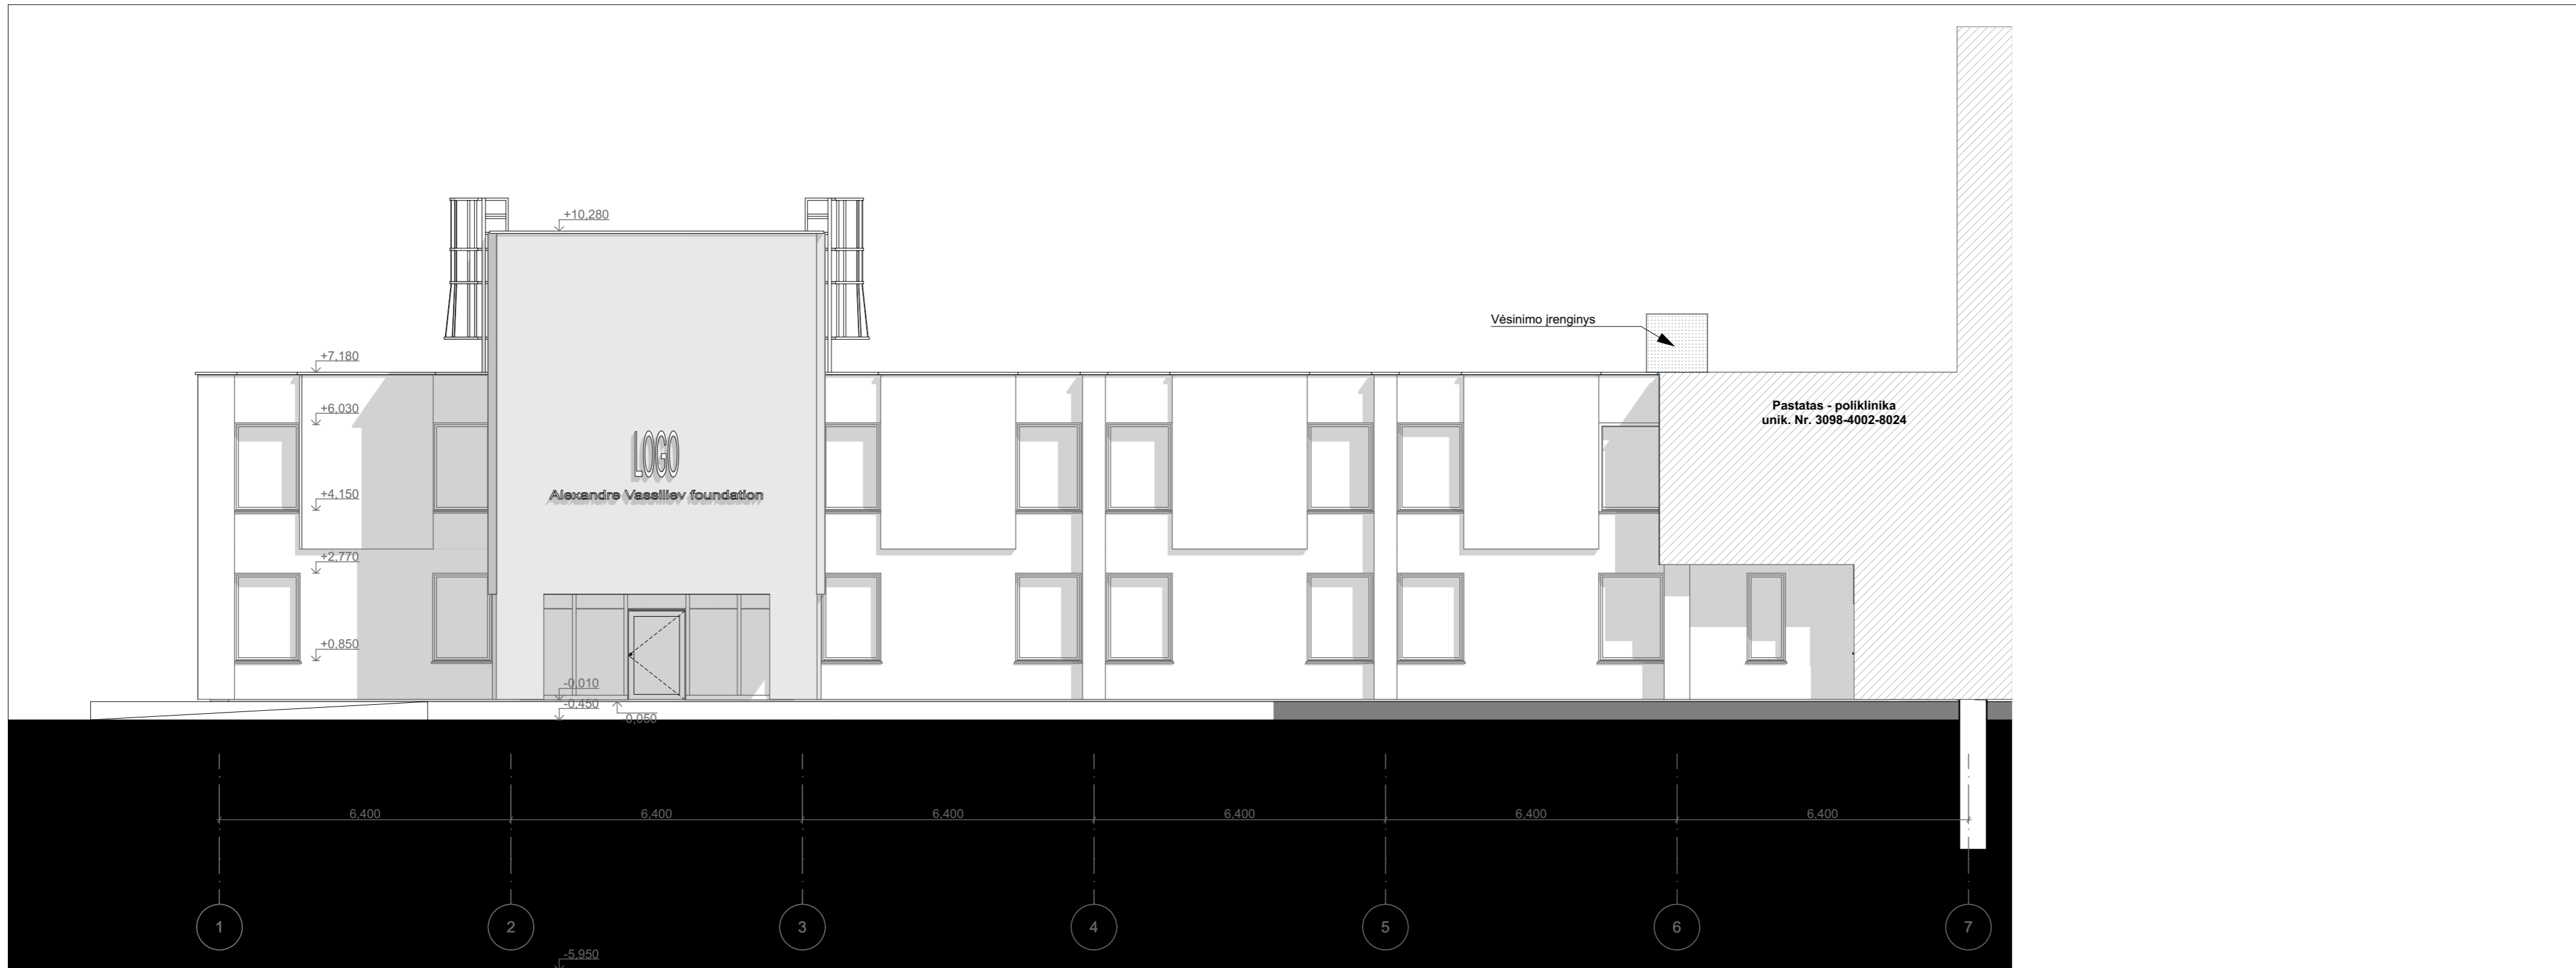 +10,280
Vėsinimo įrenginys
+7,180
+6,030
Pastatas - poliklinika
unik. Nr. 3098-4002-8024
LOGO
Alexandre Vassiliev foundation
+4,150
+2,770
+0,850
-0,010
-0,450
-0,050
6,400 6,400 6,400 6,400 6,400 6,400
1 2 3 4 5 6 7
-5,950